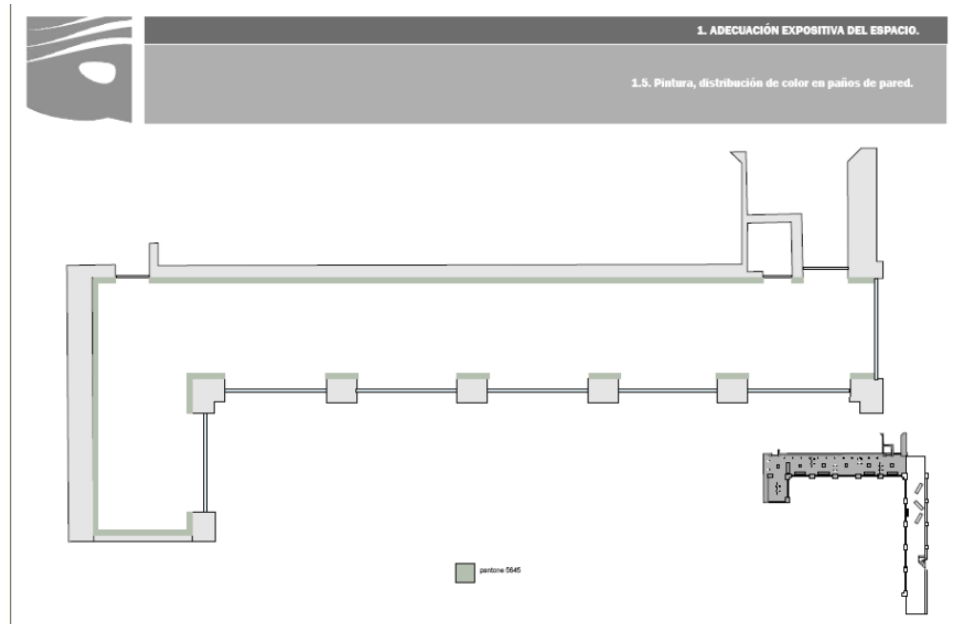 1. ADECUACIÓN EXPOSITIVA DEL ESPACIO.
1.5. Pintura, distribución de color en paños de pared.
pantone 5645